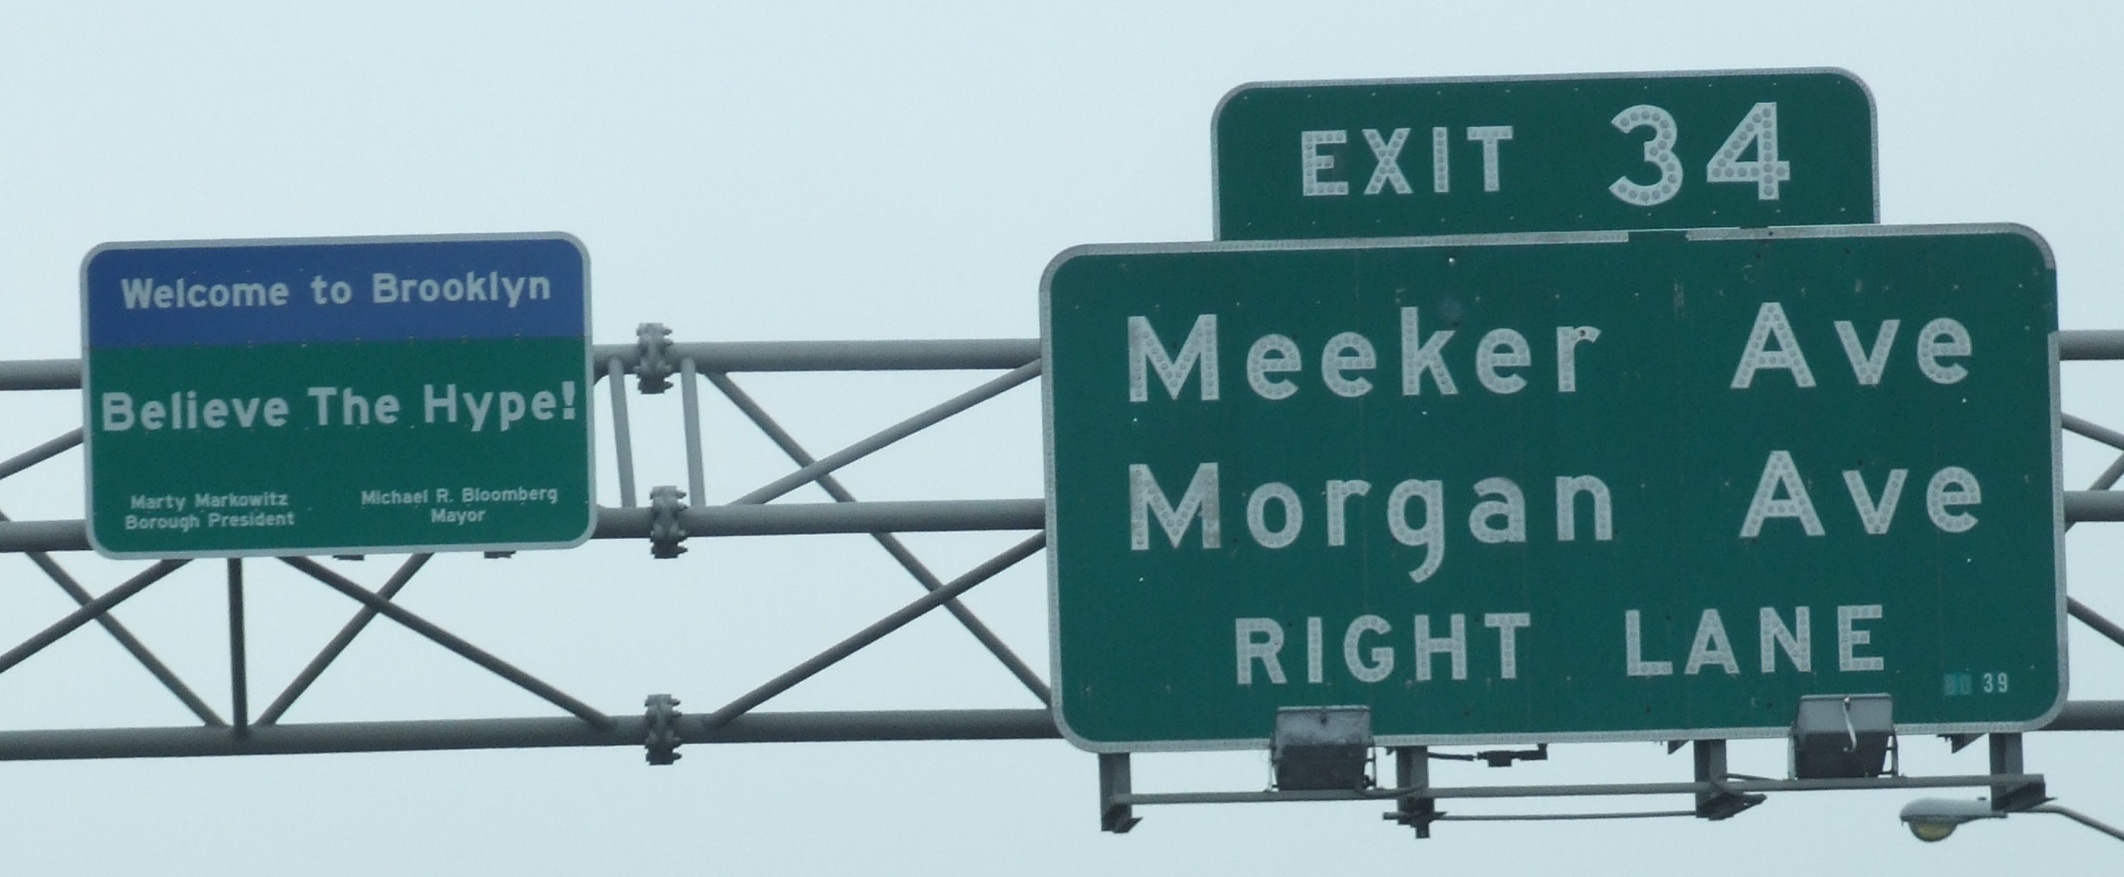 Welcome to Brooklyn
Believe The Hype!
Marty Markowitz
Borough President
Michael R. Bloomberg
Mayor
EXIT 34
Meeker Ave
Morgan Ave
RIGHT LANE
39